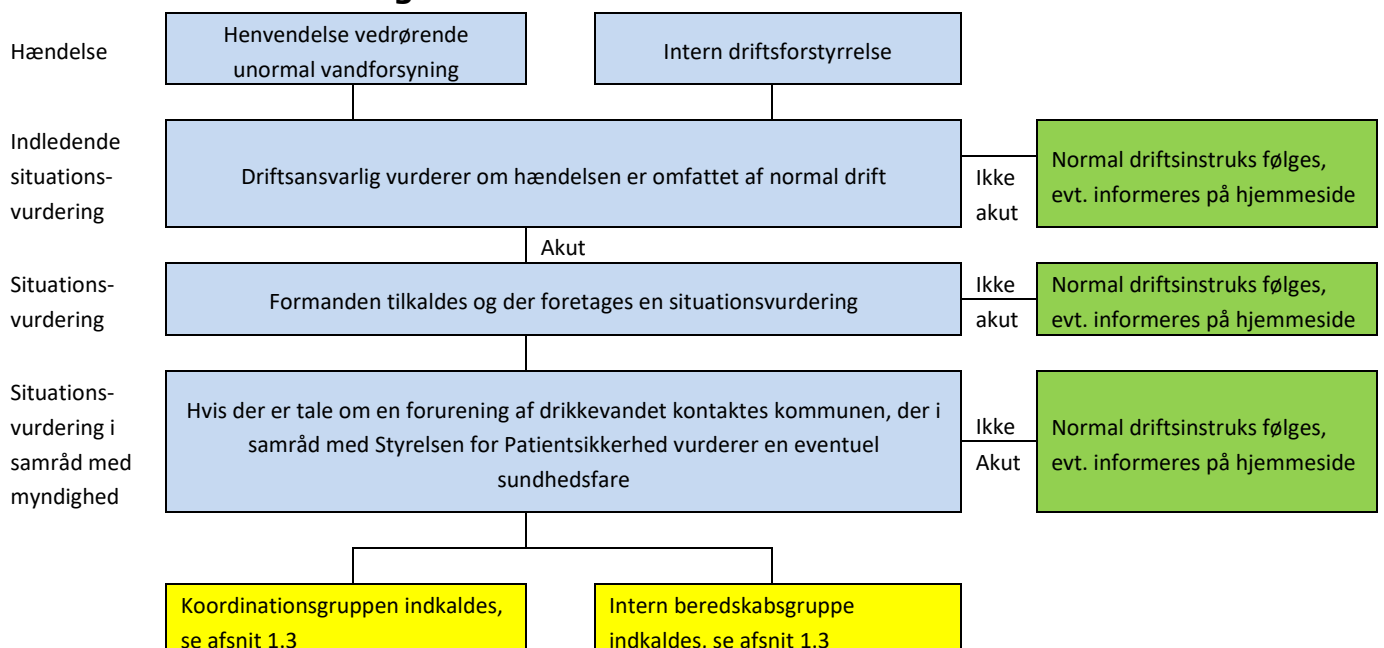 Hændelse
Henvendelse vedrørende
unormal vandforsyning
Intern driftsforstyrrelse
Indledende
situations-
vurdering
Driftsansvarlig vurderer om hændelsen er omfattet af normal drift
Ikke
akut
Normal driftsinstruks følges,
evt. informeres på hjemmeside
Akut
Situations-
vurdering
Formanden tilkaldes og der foretages en situationsvurdering
Ikke
akut
Normal driftsinstruks følges,
evt. informeres på hjemmeside
Situations-
vurdering i
samråd med
myndighed
Hvis der er tale om en forurening af drikkevandet kontaktes kommunen, der i
samråd med Styrelsen for Patientsikkerhed vurderer en eventuel
sundhedsfare
Ikke
Akut
Normal driftsinstruks følges,
evt. informeres på hjemmeside
Koordinationsgruppen indkaldes,
se afsnit 1.3
Intern beredskabsgruppe
indkaldes, se afsnit 1.3